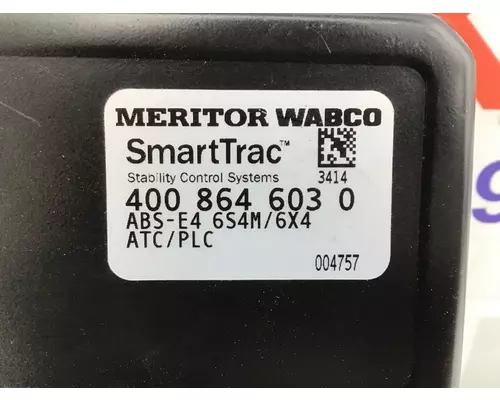 MERITOR WABCO
SmartTrac™
Stability Control Systems 3414
400 864 603 0
ABS-E4 6S4M/6X4
ATC/PLC
004757